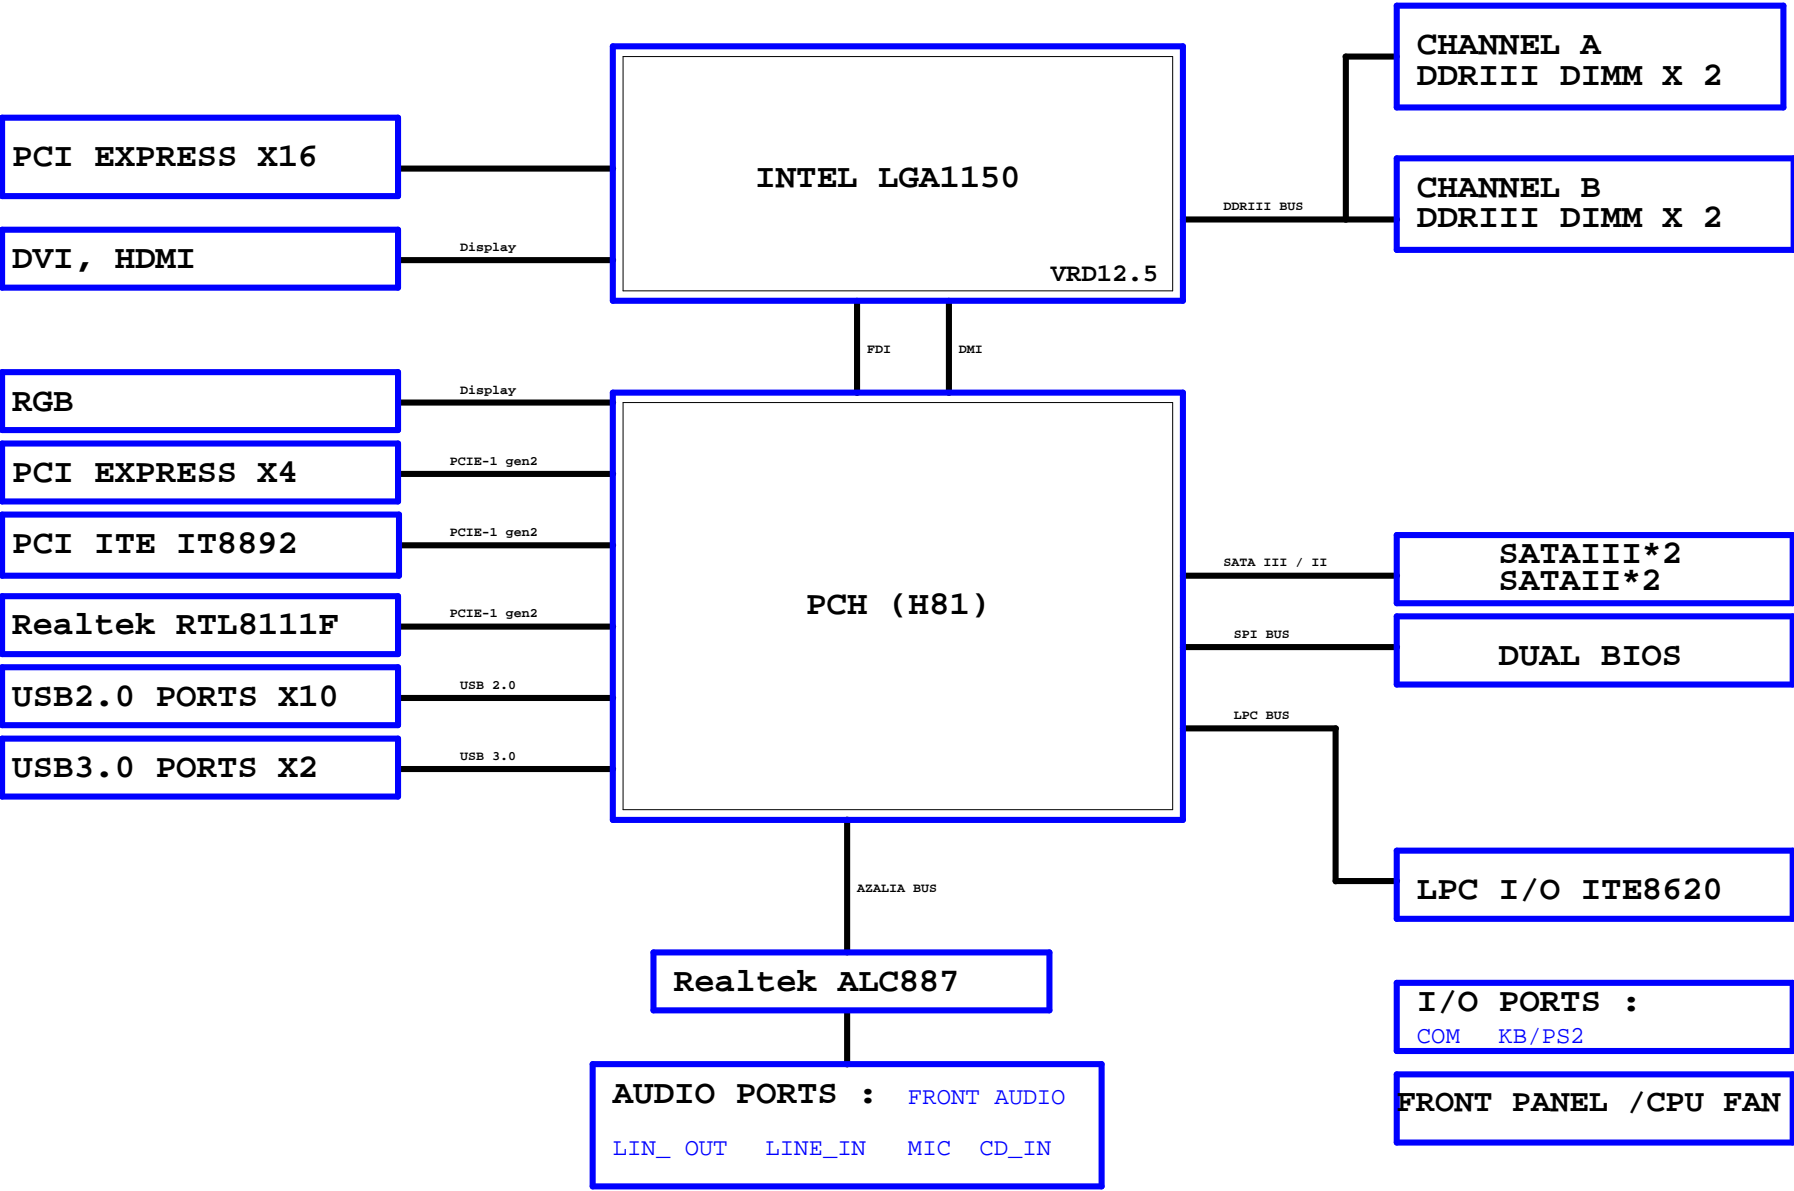 CHANNEL A
DDRIII DIMM X 2
PCI EXPRESS X16
INTEL LGA1150
CHANNEL B
DDRIII DIMM X 2
DDRIII BUS
DVI, HDMI
Display
VRD12.5
FDI
DMI
RGB
Display
PCI EXPRESS X4
PCIE-1 gen2
PCI ITE IT8892
PCIE-1 gen2
Realtek RTL8111F
PCIE-1 gen2
USB2.0 PORTS X10
USB 2.0
USB3.0 PORTS X2
USB 3.0
PCH (H81)
SATA III / II
SATAIII*2
SATAII*2
SPI BUS
DUAL BIOS
LPC BUS
LPC I/O ITE8620
AZALIA BUS
Realtek ALC887
I/O PORTS :
COM KB/PS2
AUDIO PORTS : FRONT AUDIO
LIN_ OUT LINE_IN MIC CD_IN
FRONT PANEL /CPU FAN